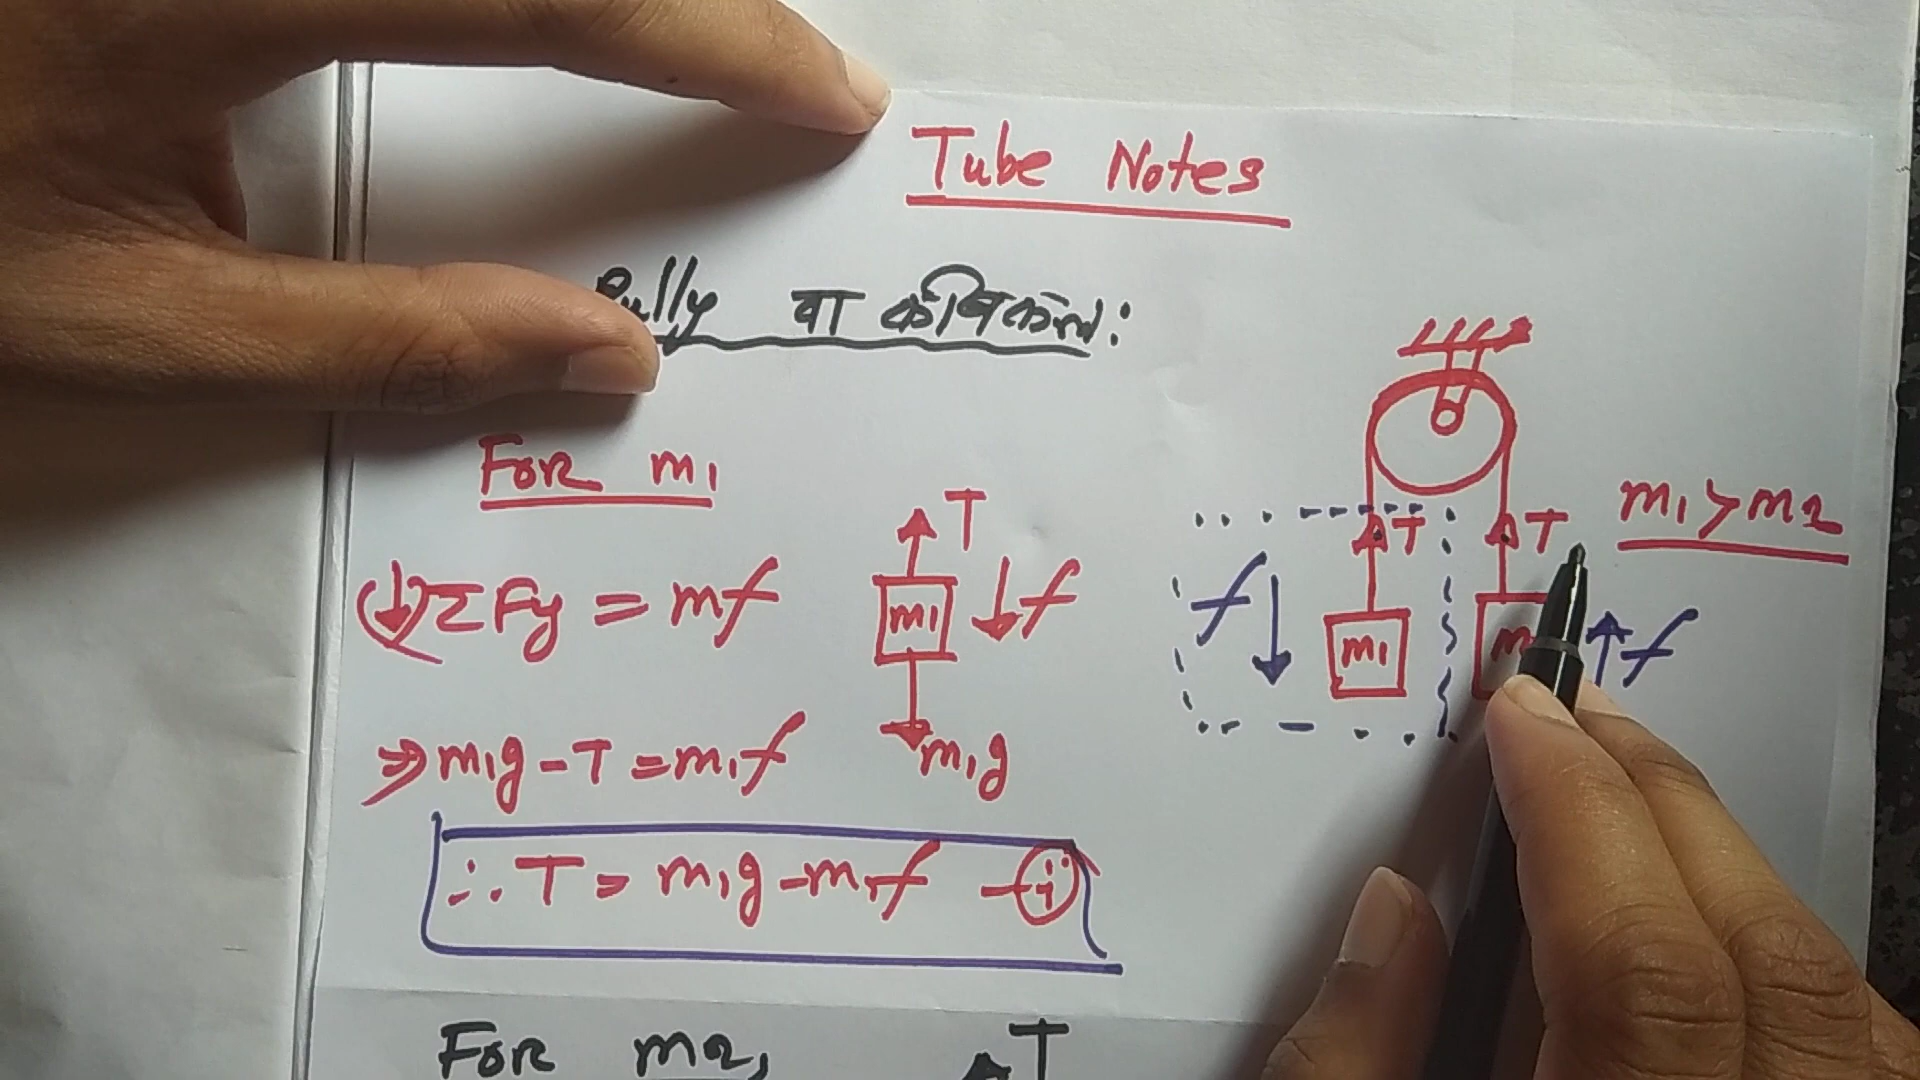 Tube Notes
Pully বা কপিকল:
For m1
(↓) ΣFy = mf
T
m1
↓f
m1g
⇒ m1g - T = m1f
∴ T = m1g - m1f - (i)
T T
m1 > m2
f
m1
f
For m2,
T